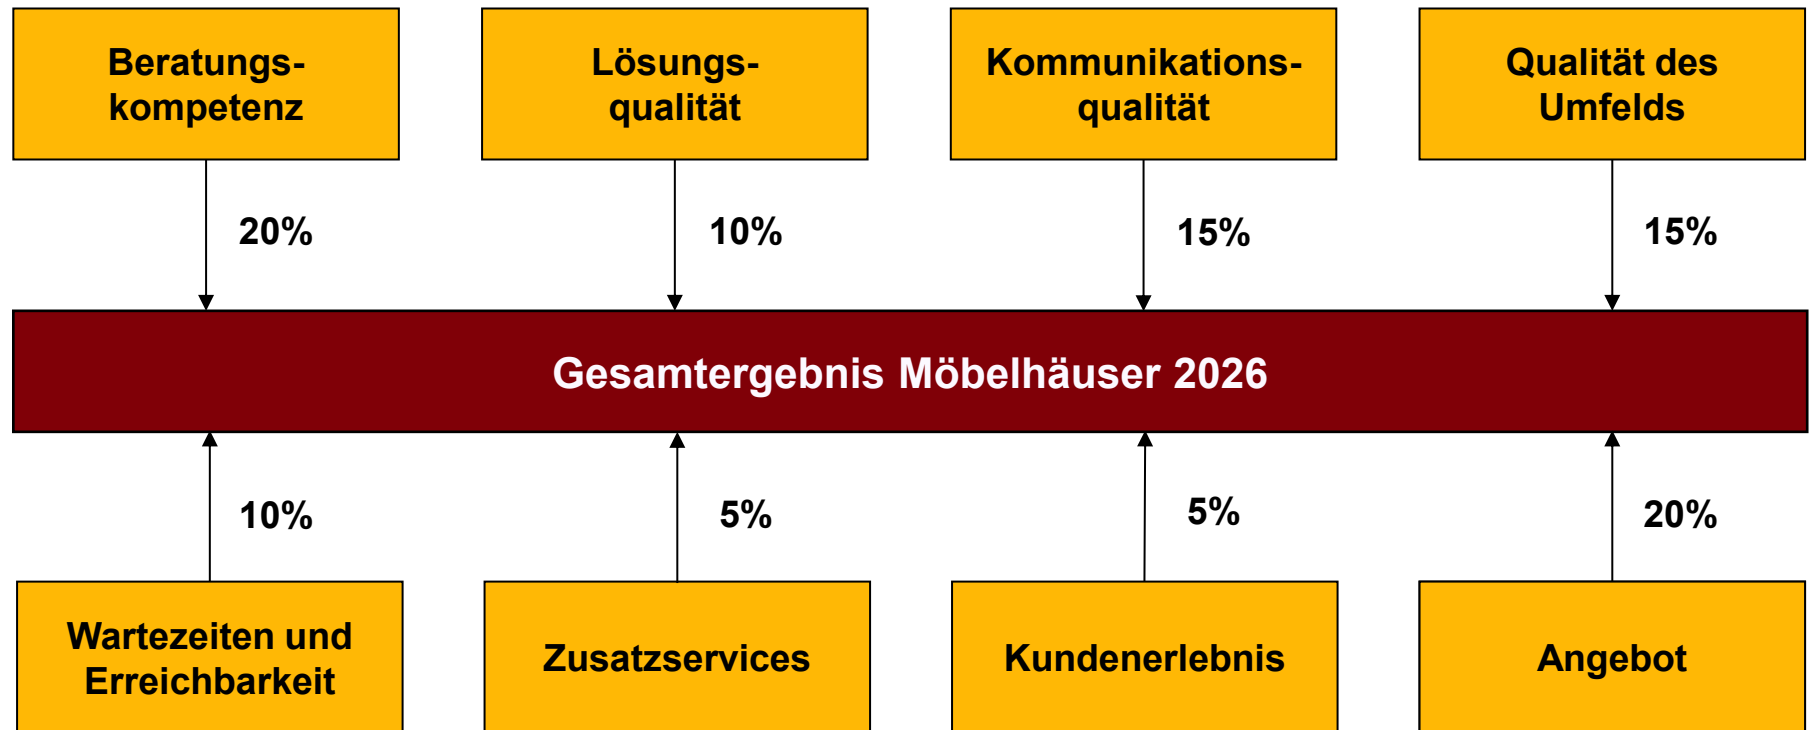 Beratungs-
kompetenz
Lösungs-
qualität
Kommunikations-
qualität
Qualität des
Umfelds
20%
10%
15%
15%
Gesamtergebnis Möbelhäuser 2026
10%
5%
5%
20%
Wartezeiten und
Erreichbarkeit
Zusatzservices
Kundenerlebnis
Angebot